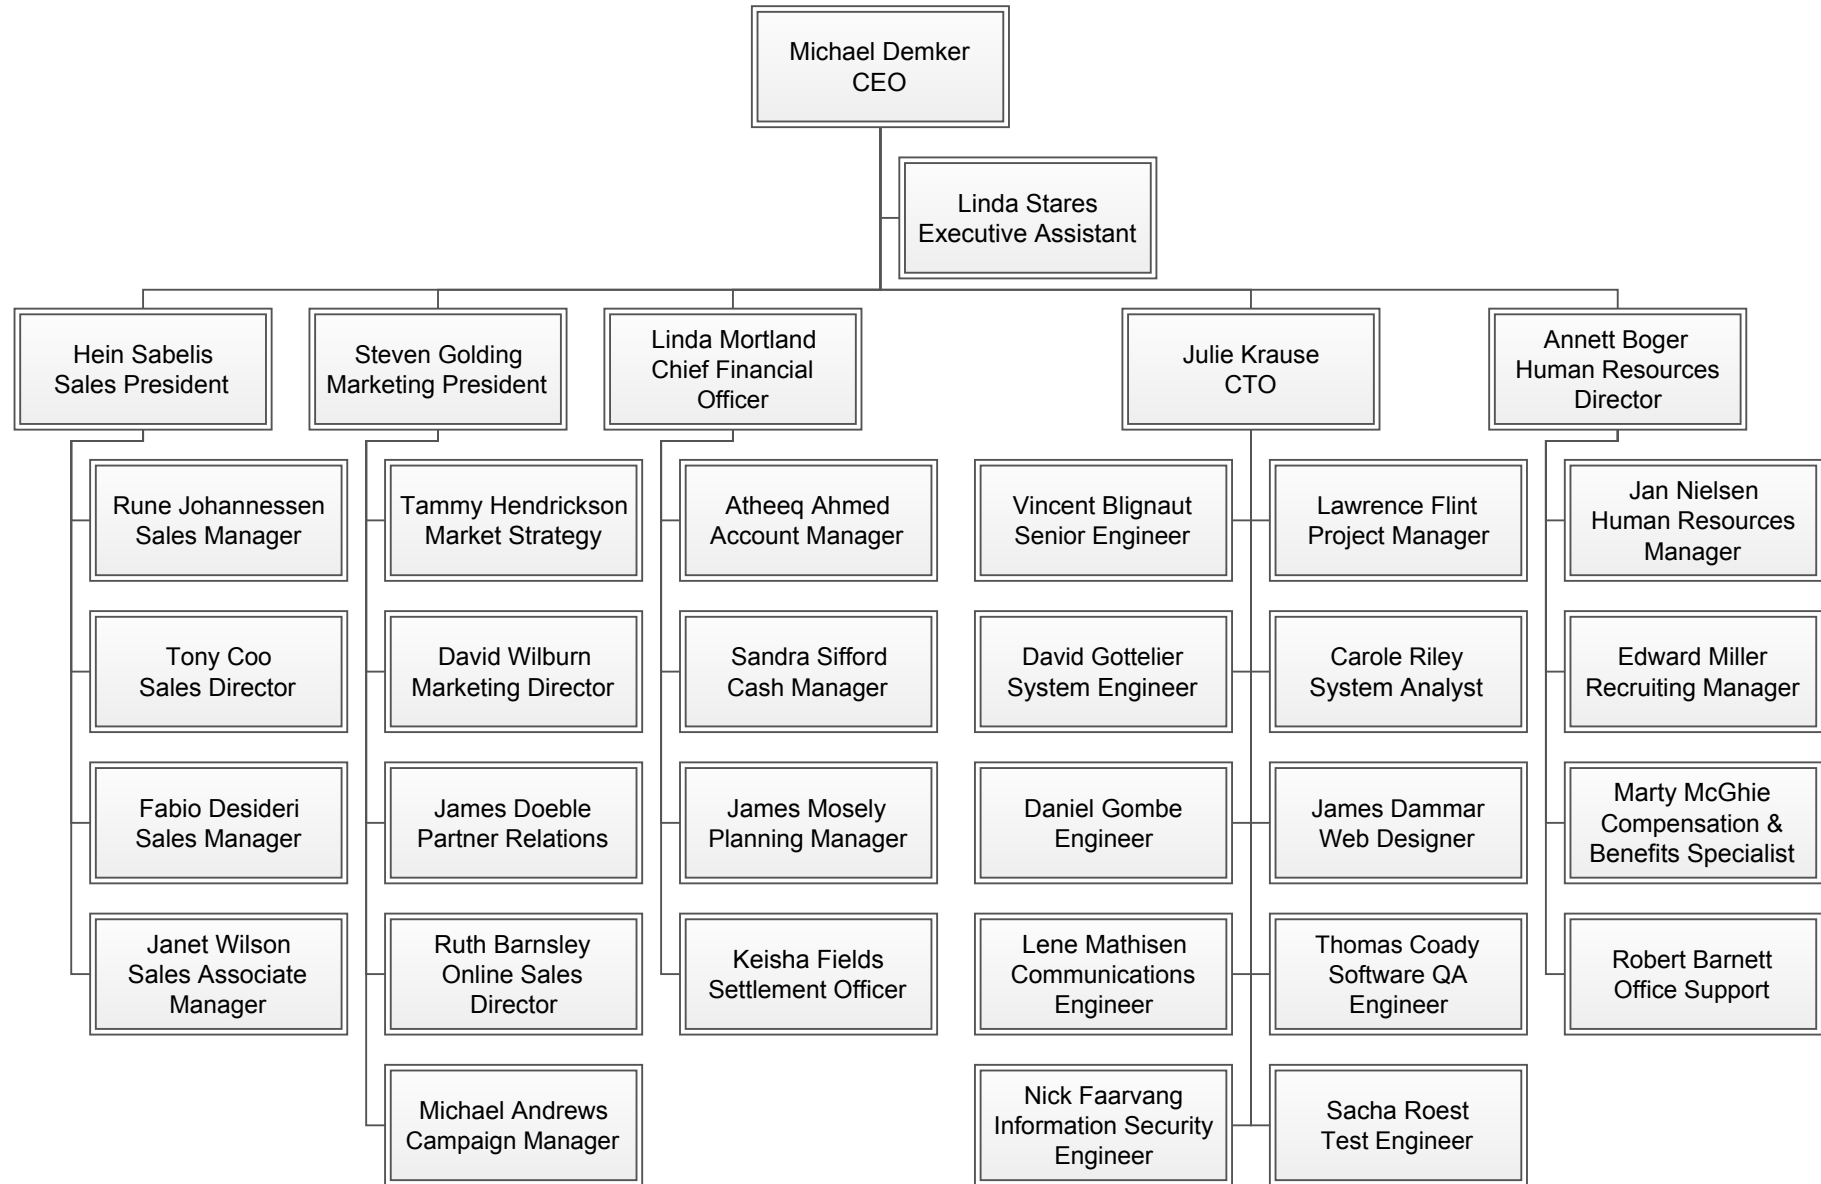 Michael Demker
CEO
Linda Stares
Executive Assistant
Hein Sabelis
Sales President
Steven Golding
Marketing President
Linda Mortland
Chief Financial
Officer
Julie Krause
CTO
Annett Boger
Human Resources
Director
Rune Johannessen
Sales Manager
Tammy Hendrickson
Market Strategy
Atheeq Ahmed
Account Manager
Vincent Blignaut
Senior Engineer
Lawrence Flint
Project Manager
Jan Nielsen
Human Resources
Manager
Tony Coo
Sales Director
David Wilburn
Marketing Director
Sandra Sifford
Cash Manager
David Gottelier
System Engineer
Carole Riley
System Analyst
Edward Miller
Recruiting Manager
Fabio Desideri
Sales Manager
James Doeble
Partner Relations
James Mosely
Planning Manager
Daniel Gombe
Engineer
James Dammar
Web Designer
Marty McGhie
Compensation &
Benefits Specialist
Janet Wilson
Sales Associate
Manager
Ruth Barnsley
Online Sales
Director
Keisha Fields
Settlement Officer
Lene Mathisen
Communications
Engineer
Thomas Coady
Software QA
Engineer
Robert Barnett
Office Support
Michael Andrews
Campaign Manager
Nick Faarvang
Information Security
Engineer
Sacha Roest
Test Engineer